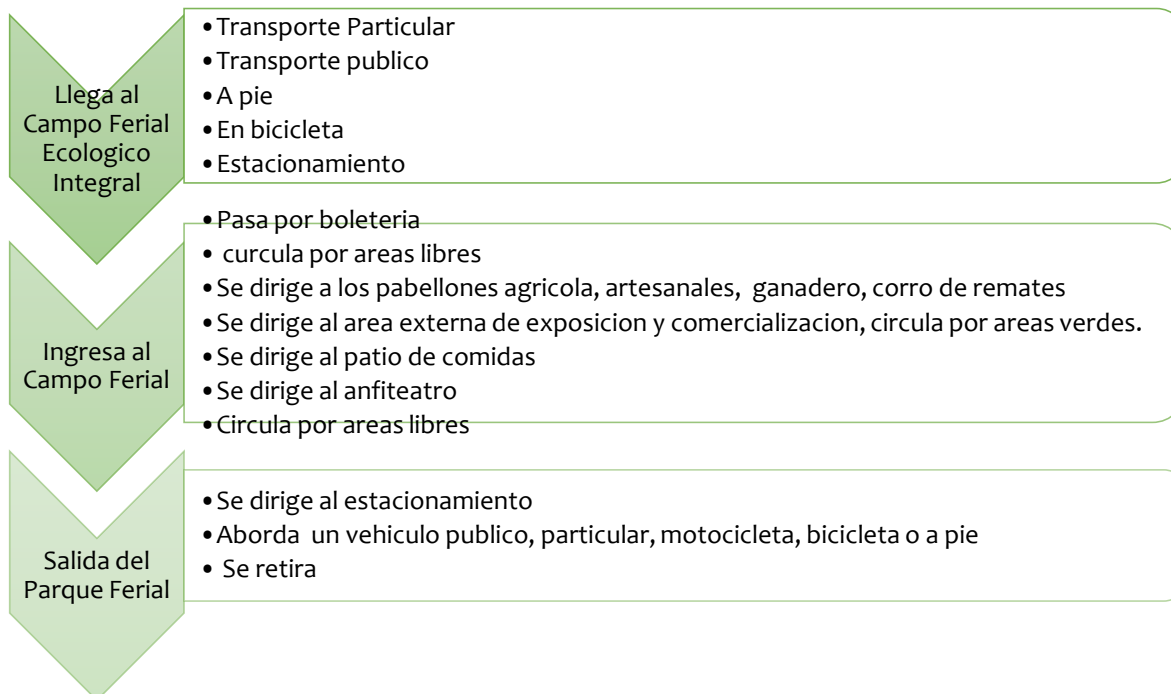 Llega al
Campo Ferial
Ecologico
Integral
•Transporte Particular
•Transporte publico
•A pie
•En bicicleta
•Estacionamiento
Ingresa al
Campo Ferial
•Pasa por boleteria
• curcula por areas libres
•Se dirige a los pabellones agricola, artesanales, ganadero, corro de remates
•Se dirige al area externa de exposicion y comercializacion, circula por areas verdes.
•Se dirige al patio de comidas
•Se dirige al anfiteatro
•Circula por areas libres
Salida del
Parque Ferial
•Se dirige al estacionamiento
•Aborda un vehiculo publico, particular, motocicleta, bicicleta o a pie
• Se retira